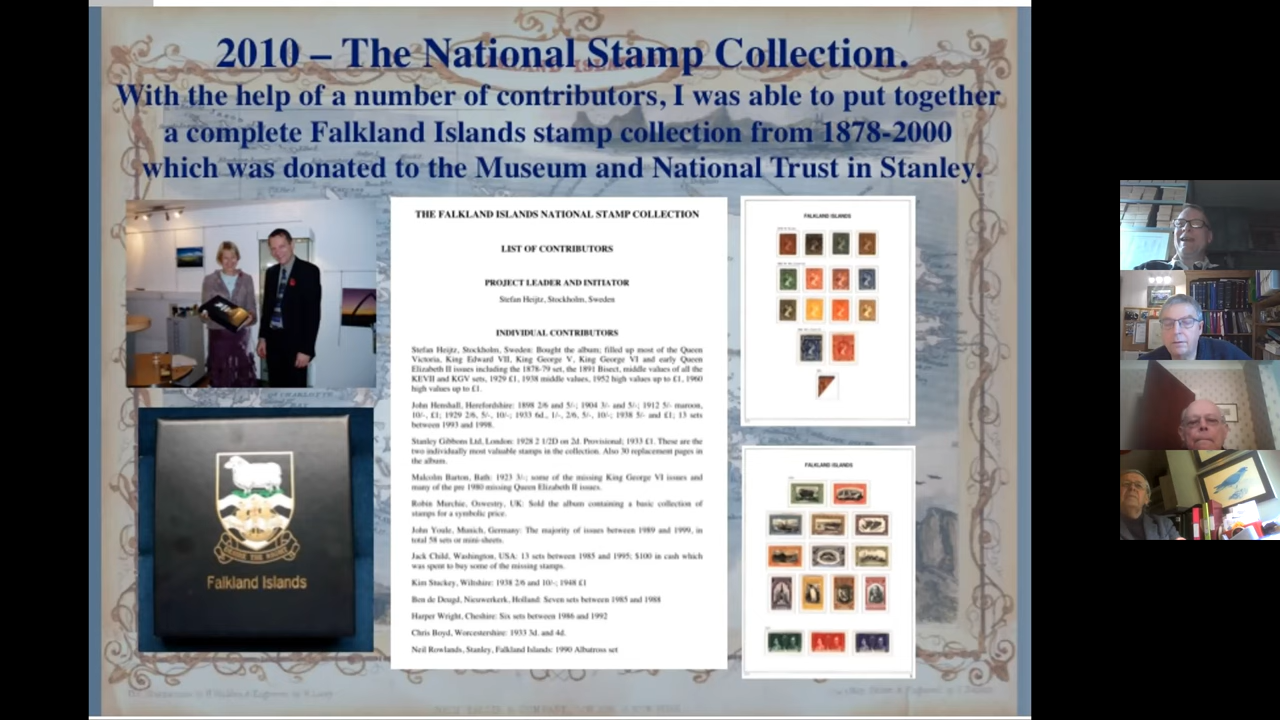 2010 – The National Stamp Collection.
With the help of a number of contributors, I was able to put together
a complete Falkland Islands stamp collection from 1878-2000
which was donated to the Museum and National Trust in Stanley.
THE FALKLAND ISLANDS NATIONAL STAMP COLLECTION
LIST OF CONTRIBUTORS
PROJECT LEADER AND INITIATOR
Stefan Heijtz, Stockholm, Sweden
INDIVIDUAL CONTRIBUTORS
Stefan Heijtz, Stockholm, Sweden: Bought the album; filled up most of the Queen
Victoria, King Edward VII, King George V, King George VI and early Queen
Elizabeth II issues including the 1878-79 set, the 1891 Bisect, middle values of all the
KEVII and KGV sets, 1929 £1, 1938 middle values, 1952 high values up to £1, 1960
high values up to £1.
John Henshall, Herefordshire: 1898 2/6 and 5/-; 1904 3/- and 5/-; 1912 5/- maroon,
10/-, £1; 1929 2/6, 5/-, 10/-; 1933 6d., 1/-, 2/6, 5/-, 10/-; 1938 5/- and £1; 13 sets
between 1993 and 1998.
Stanley Gibbons Ltd, London: 1928 2 1/2D on 2d. Provisional; 1933 £1. These are the
two individually most valuable stamps in the collection. Also 30 replacement pages in
the album.
Malcolm Barton, Bath: 1923 3/-; some of the missing King George VI issues and
many of the pre 1980 missing Queen Elizabeth II issues.
Robin Murchie, Oswestry, UK: Sold the album containing a basic collection of
stamps for a symbolic price.
John Youle, Munich, Germany: The majority of issues between 1989 and 1999, in
total 58 sets or mini-sheets.
Jack Child, Washington, USA: 13 sets between 1985 and 1995; $100 in cash which
was spent to buy some of the missing stamps.
Kim Stuckey, Wiltshire: 1938 2/6 and 10/-; 1948 £1
Ben de Deugd, Nieuwerkerk, Holland: Seven sets between 1985 and 1988
Harper Wright, Cheshire: Six sets between 1986 and 1992
Chris Boyd, Worcestershire: 1933 3d. and 4d.
Neil Rowlands, Stanley, Falkland Islands: 1990 Albatross set
FALKLAND ISLANDS
FALKLAND ISLANDS
Falkland Islands